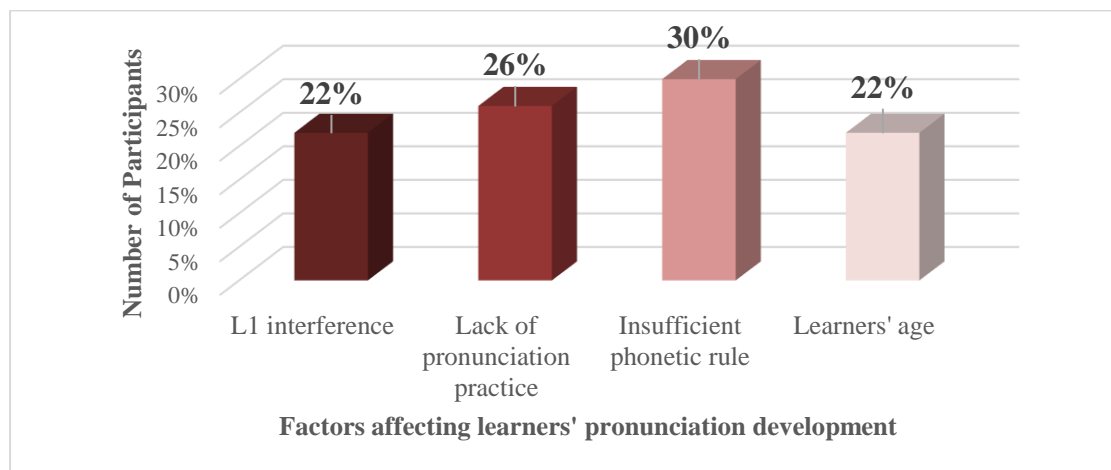 30%
26%
22%
22%
Number of Participants
30%
25%
20%
15%
10%
5%
0%
L1 interference
Lack of
pronunciation
practice
Insufficient
phonetic rule
Learners' age
Factors affecting learners' pronunciation development